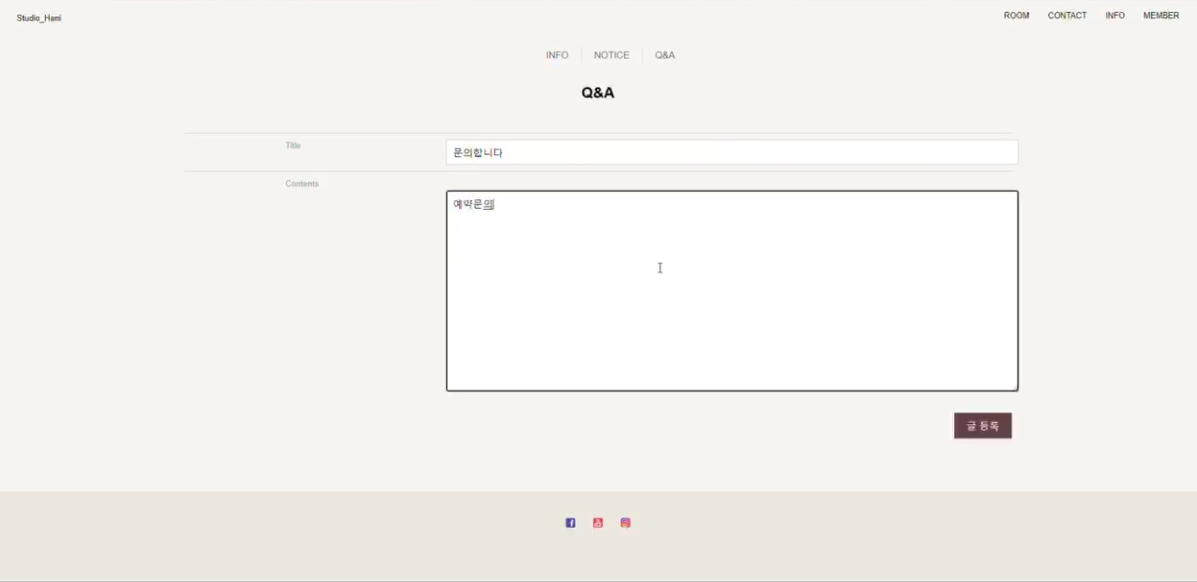 Studio_Hami
ROOM CONTACT INFO MEMBER
INFO NOTICE Q&A
Q&A
Title
문의합니다
Contents
예약문의
글 등록